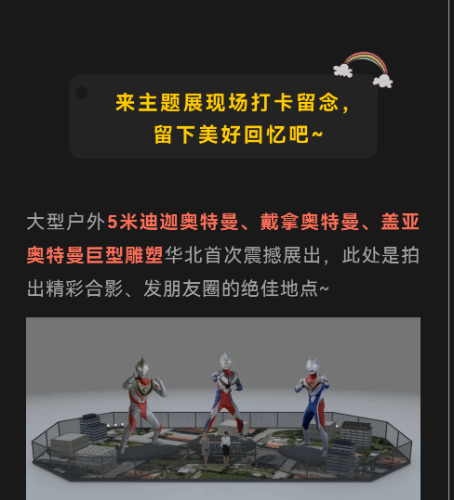 来主题展现场打卡留念，
留下美好回忆吧~
大型户外5米迪迦奥特曼、戴拿奥特曼、盖亚
奥特曼巨型雕塑华北首次震撼展出，此处是拍
出精彩合影、发朋友圈的绝佳地点~